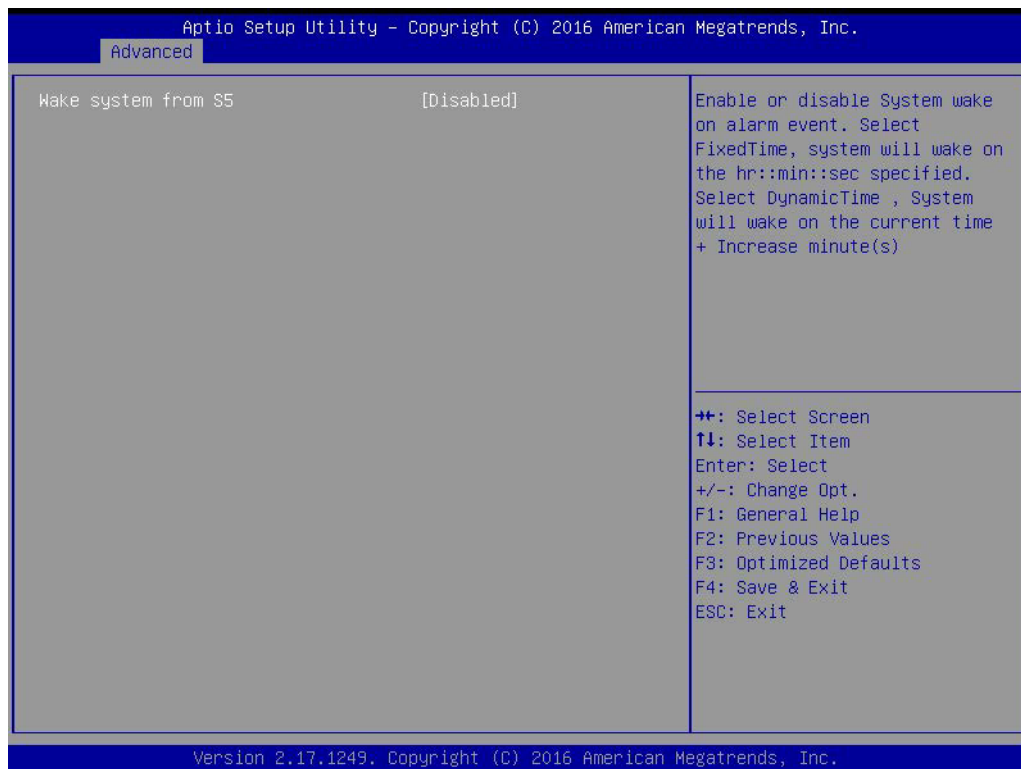 Aptio Setup Utility – Copyright (C) 2016 American Megatrends, Inc.
Advanced
Wake system from S5 [Disabled]
Enable or disable System wake
on alarm event. Select
FixedTime, system will wake on
the hr::min::sec specified.
Select DynamicTime , System
will wake on the current time
+ Increase minute(s)
→←: Select Screen
↑↓: Select Item
Enter: Select
+/-: Change Opt.
F1: General Help
F2: Previous Values
F3: Optimized Defaults
F4: Save & Exit
ESC: Exit
Version 2.17.1249. Copyright (C) 2016 American Megatrends, Inc.